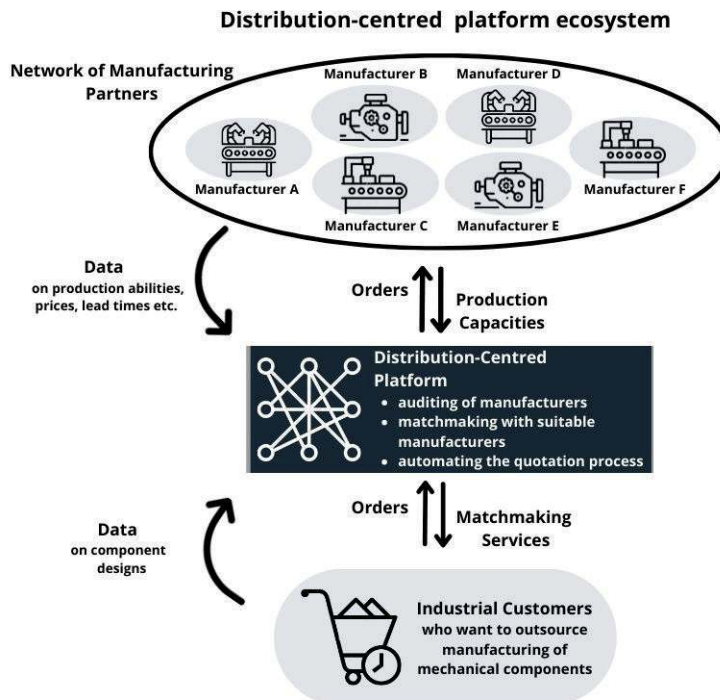 Distribution-centred platform ecosystem
Network of Manufacturing
Partners
Manufacturer B
Manufacturer D
Manufacturer A
Manufacturer C
Manufacturer E
Manufacturer F
Data
on production abilities,
prices, lead times etc.
Orders
Production
Capacities
Distribution-Centred
Platform
• auditing of manufacturers
• matchmaking with suitable
manufacturers
• automating the quotation process
Data
on component
designs
Orders
Matchmaking
Services
Industrial Customers
who want to outsource
manufacturing of
mechanical components